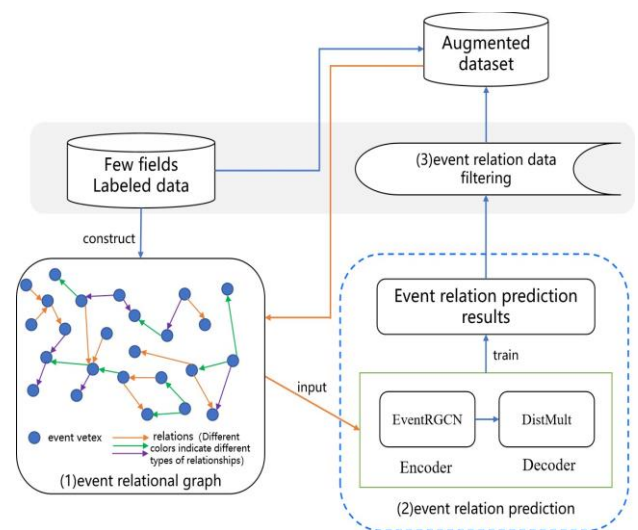 Augmented
dataset
Few fields
Labeled data
(3)event relation data
filtering
construct
Event relation prediction
results
train
input
EventRGCN
DistMult
Encoder
Decoder
event vetex
relations (Different
colors indicate different
types of relationships)
(1)event relational graph
(2)event relation prediction